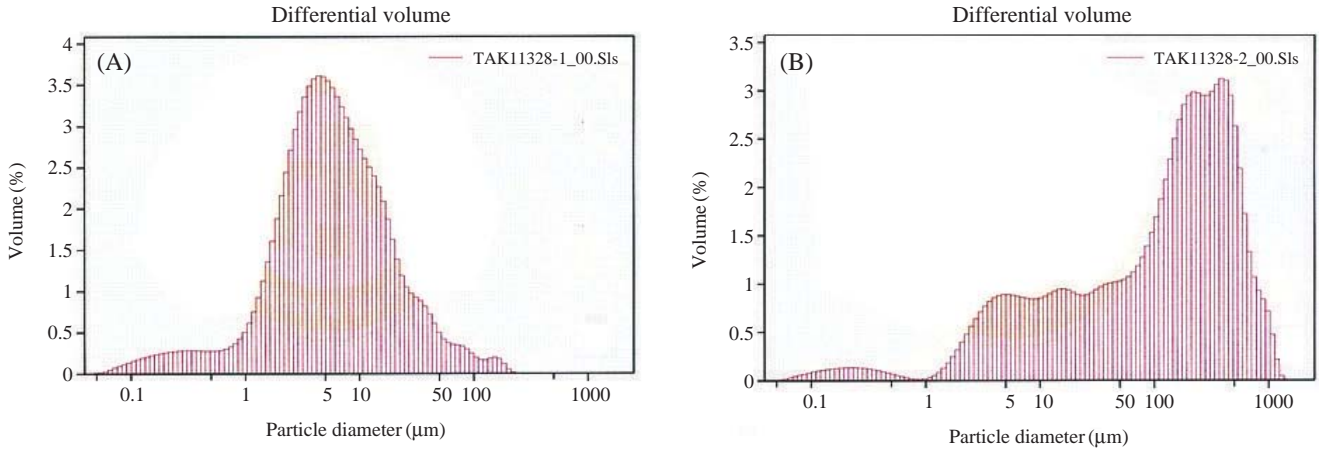 Differential volume
(A)
TAK11328-1_00.Sls
4
3.5
3
2.5
2
1.5
1
0.5
0
Volume (%)
0.1 1 5 10 50 100 1000
Particle diameter (μm)
Differential volume
(B)
TAK11328-2_00.Sls
3.5
3
2.5
2
1.5
1
0.5
0
Volume (%)
0.1 1 5 10 50 100 1000
Particle diameter (μm)